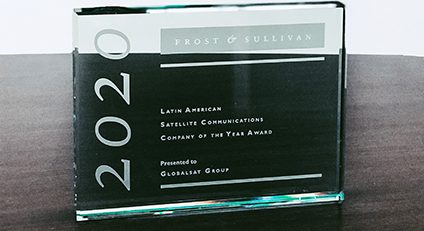 2020
FROST & SULLIVAN
LATIN AMERICAN
SATELLITE COMMUNICATIONS
COMPANY OF THE YEAR AWARD
Presented to
GLOBALSAT GROUP